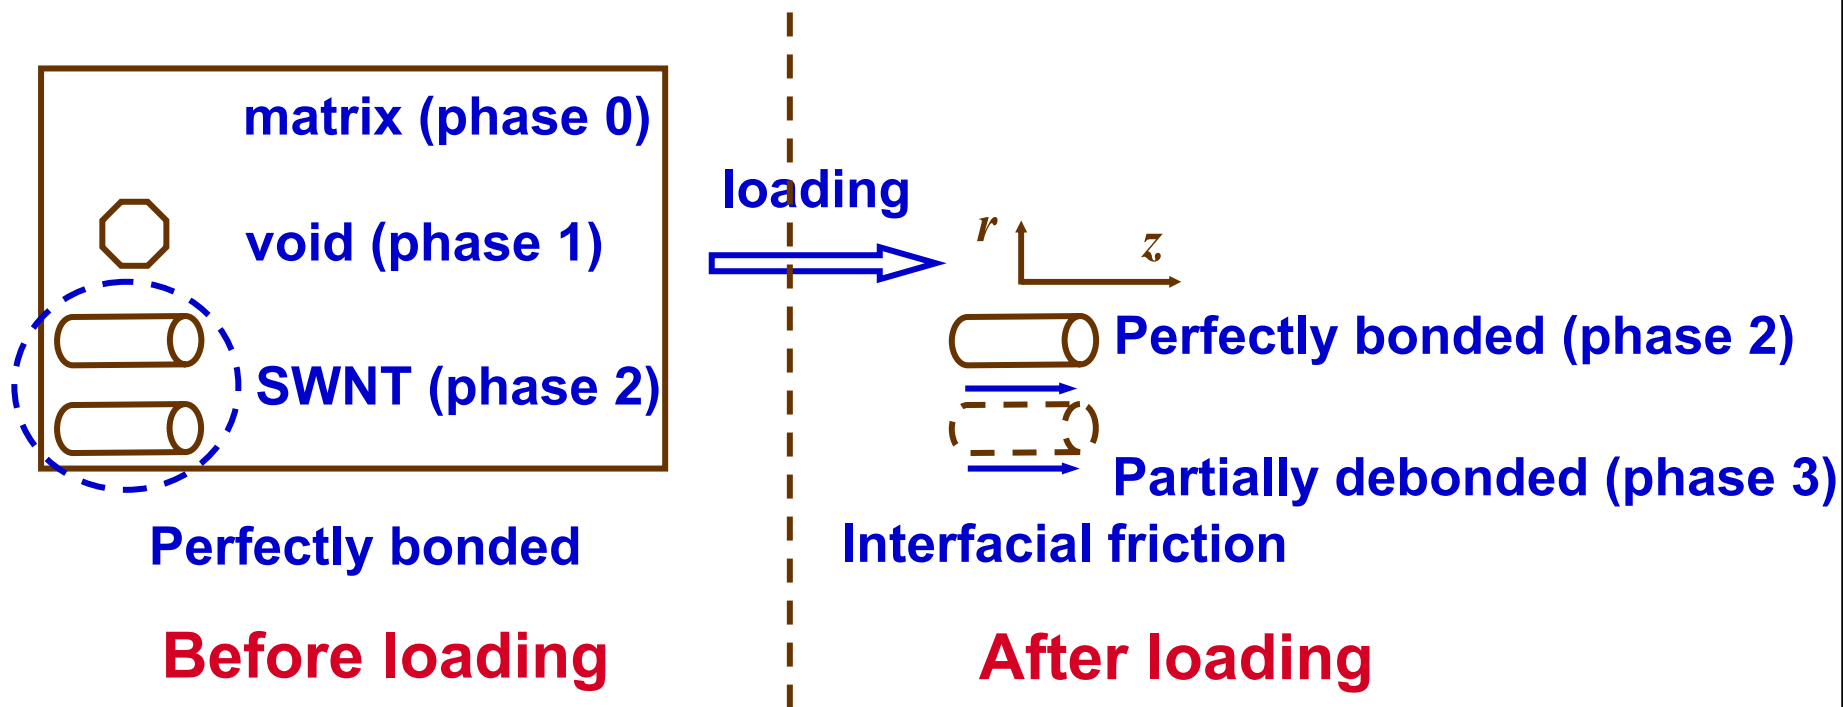 matrix (phase 0)
void (phase 1)
SWNT (phase 2)
Perfectly bonded
Before loading
loading
r
z
Perfectly bonded (phase 2)
Partially debonded (phase 3)
Interfacial friction
After loading